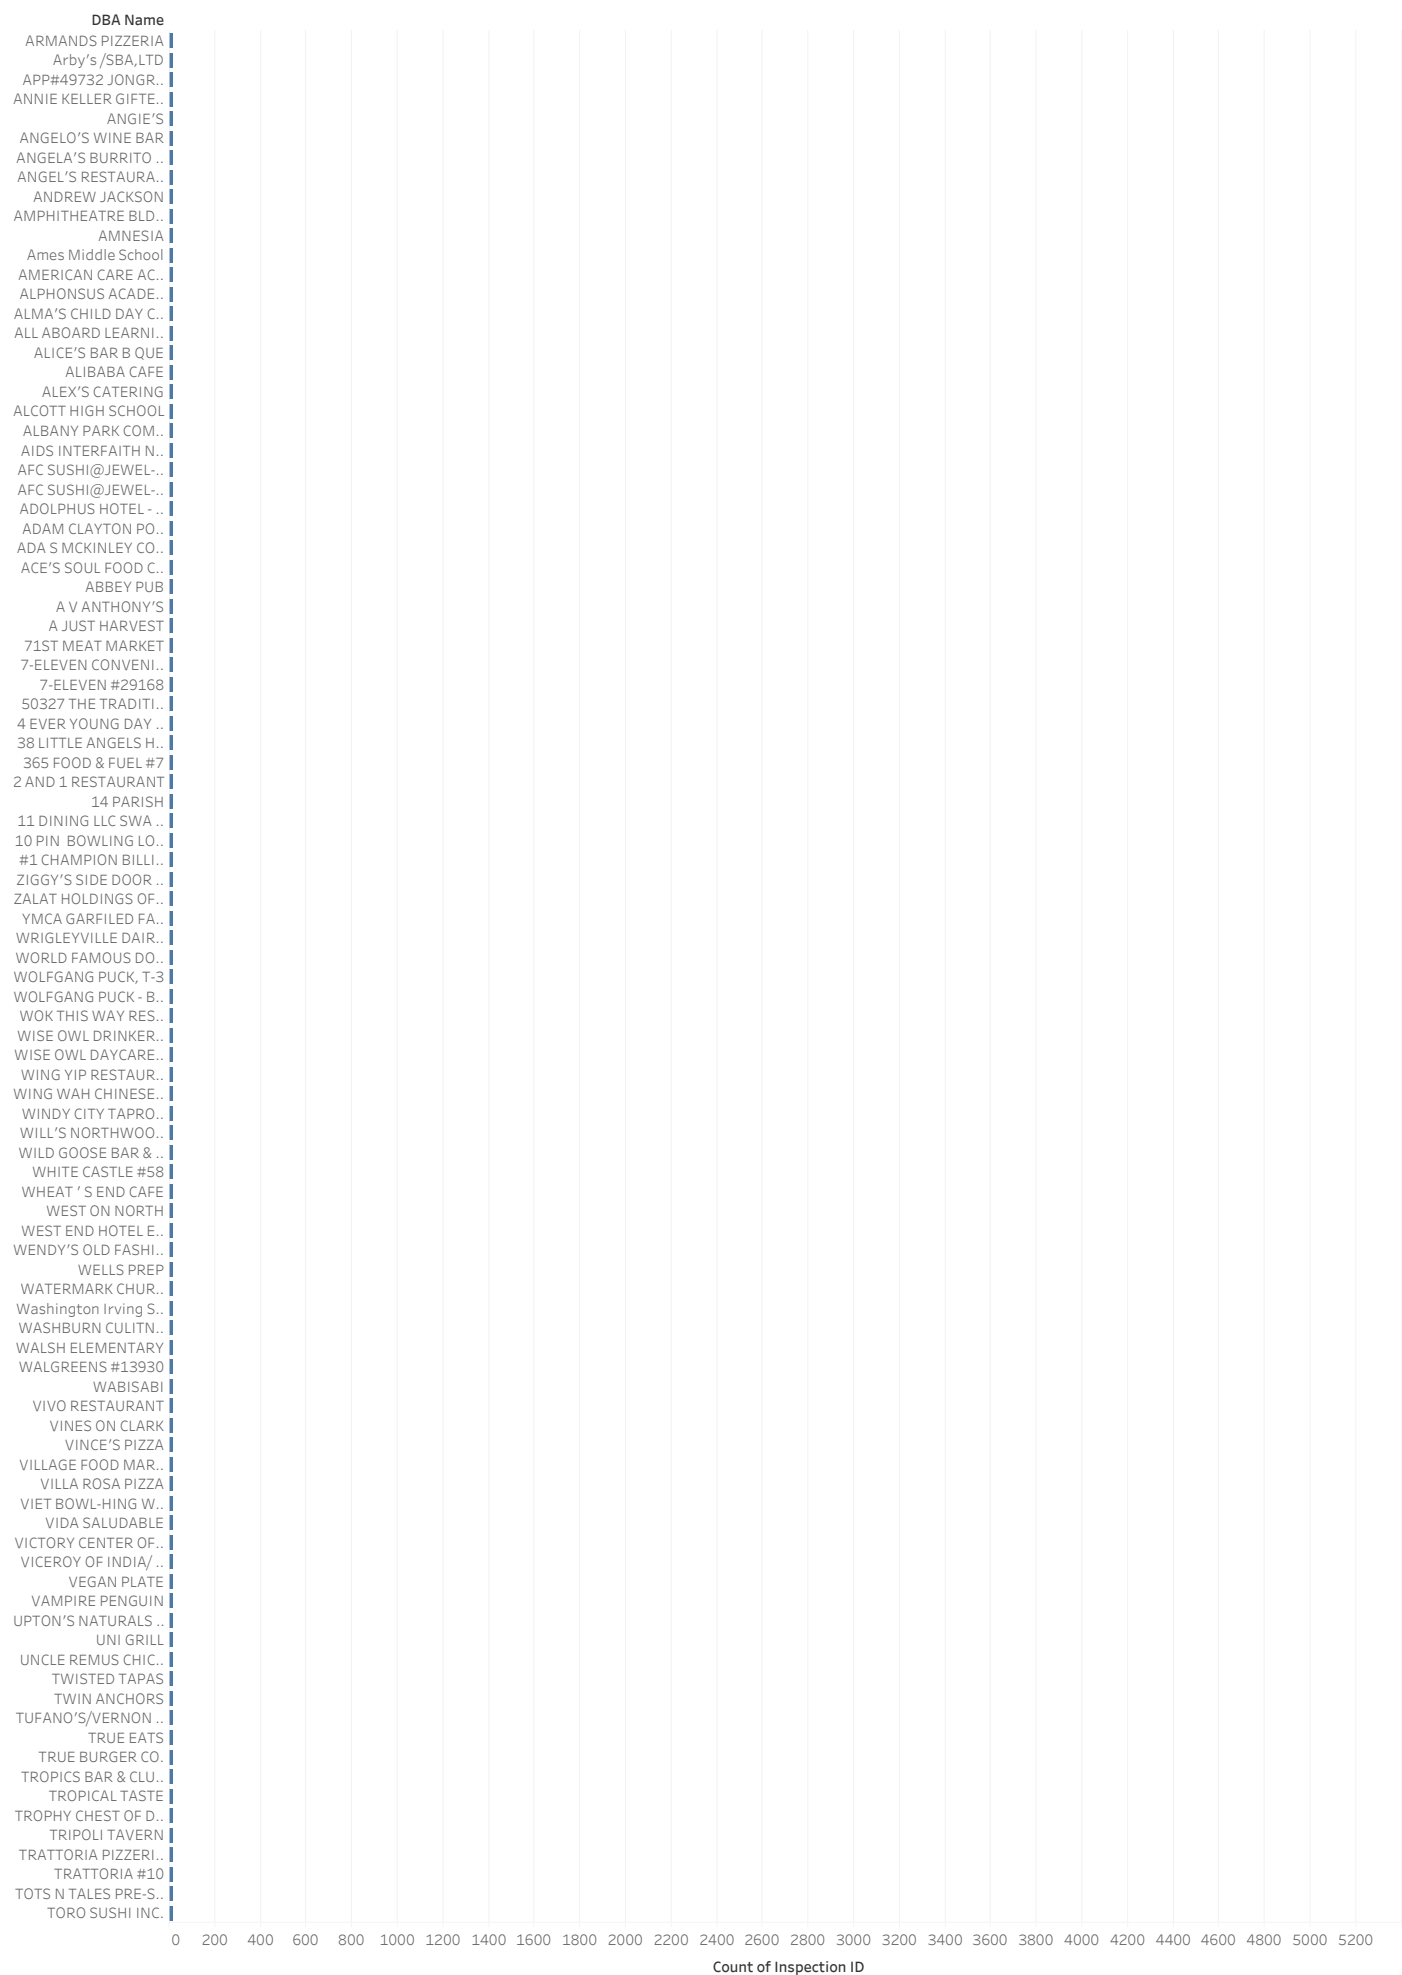 DBA Name
ARMANDS PIZZERIA
Arby's /SBA,LTD
APP#49732 JONGR..
ANNIE KELLER GIFTE..
ANGIE'S
ANGELO'S WINE BAR
ANGELA'S BURRITO ..
ANGEL'S RESTAURA..
ANDREW JACKSON
AMPHITHEATRE BLD..
AMNESIA
Ames Middle School
AMERICAN CARE AC..
ALPHONSUS ACADE..
ALMA'S CHILD DAY C..
ALL ABOARD LEARNI..
ALICE'S BAR B QUE
ALIBABA CAFE
ALEX'S CATERING
ALCOTT HIGH SCHOOL
ALBANY PARK COM..
AIDS INTERFAITH N..
AFC SUSHI@JEWEL-..
AFC SUSHI@JEWEL-..
ADOLPHUS HOTEL - ..
ADAM CLAYTON PO..
ADA S MCKINLEY CO..
ACE'S SOUL FOOD C..
ABBEY PUB
A V ANTHONY'S
A JUST HARVEST
71ST MEAT MARKET
7-ELEVEN CONVENI..
7-ELEVEN #29168
50327 THE TRADITI..
4 EVER YOUNG DAY ..
38 LITTLE ANGELS H..
365 FOOD & FUEL #7
2 AND 1 RESTAURANT
14 PARISH
11 DINING LLC SWA ..
10 PIN  BOWLING LO..
#1 CHAMPION BILLI..
ZIGGY'S SIDE DOOR ..
ZALAT HOLDINGS OF..
YMCA GARFILED FA..
WRIGLEYVILLE DAIR..
WORLD FAMOUS DO..
WOLFGANG PUCK, T-3
WOLFGANG PUCK - B..
WOK THIS WAY RES..
WISE OWL DRINKER..
WISE OWL DAYCARE..
WING YIP RESTAUR..
WING WAH CHINESE..
WINDY CITY TAPRO..
WILL'S NORTHWOO..
WILD GOOSE BAR & ..
WHITE CASTLE #58
WHEAT ' S END CAFE
WEST ON NORTH
WEST END HOTEL E..
WENDY'S OLD FASHI..
WELLS PREP
WATERMARK CHUR..
Washington Irving S..
WASHBURN CULITN..
WALSH ELEMENTARY
WALGREENS #13930
WABISABI
VIVO RESTAURANT
VINES ON CLARK
VINCE'S PIZZA
VILLAGE FOOD MAR..
VILLA ROSA PIZZA
VIET BOWL-HING W..
VIDA SALUDABLE
VICTORY CENTER OF..
VICEROY OF INDIA/ ..
VEGAN PLATE
VAMPIRE PENGUIN
UPTON'S NATURALS ..
UNI GRILL
UNCLE REMUS CHIC..
TWISTED TAPAS
TWIN ANCHORS
TUFANO'S/VERNON ..
TRUE EATS
TRUE BURGER CO.
TROPICS BAR & CLU..
TROPICAL TASTE
TROPHY CHEST OF D..
TRIPOLI TAVERN
TRATTORIA PIZZERI..
TRATTORIA #10
TOTS N TALES PRE-S..
TORO SUSHI INC.
0 200 400 600 800 1000 1200 1400 1600 1800 2000 2200 2400 2600 2800 3000 3200 3400 3600 3800 4000 4200 4400 4600 4800 5000 5200
Count of Inspection ID